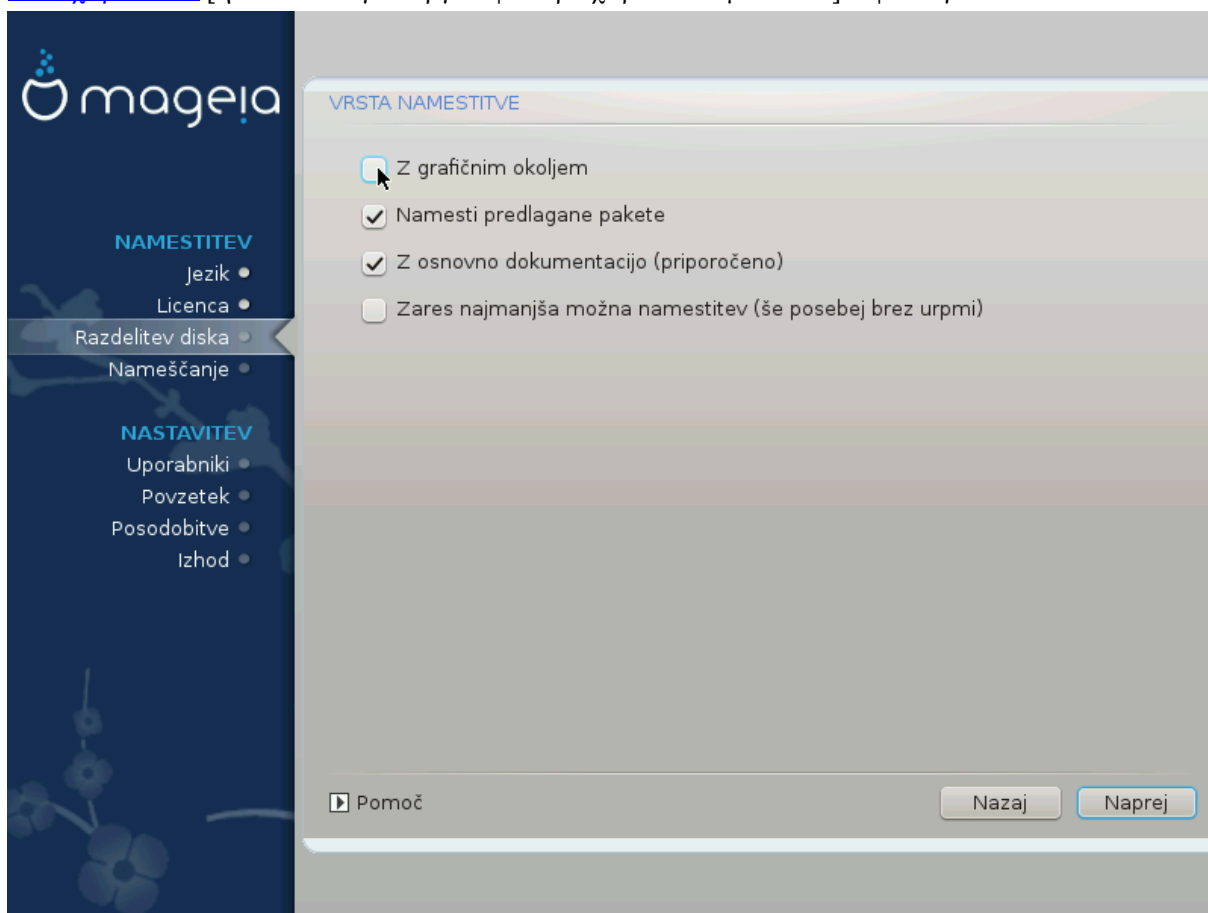 mageia
VRSTA NAMESTITVE
Z grafičnim okoljem
Namesti predlagane pakete
Z osnovno dokumentacijo (priporočeno)
Zares najmanjša možna namestitev (še posebej brez urpmi)
NAMESTITEV
Jezik
Licenca
Razdelitev diska
Nameščanje
NASTAVITEV
Uporabniki
Povzetek
Posodobitve
Izhod
Pomoč
Nazaj
Naprej